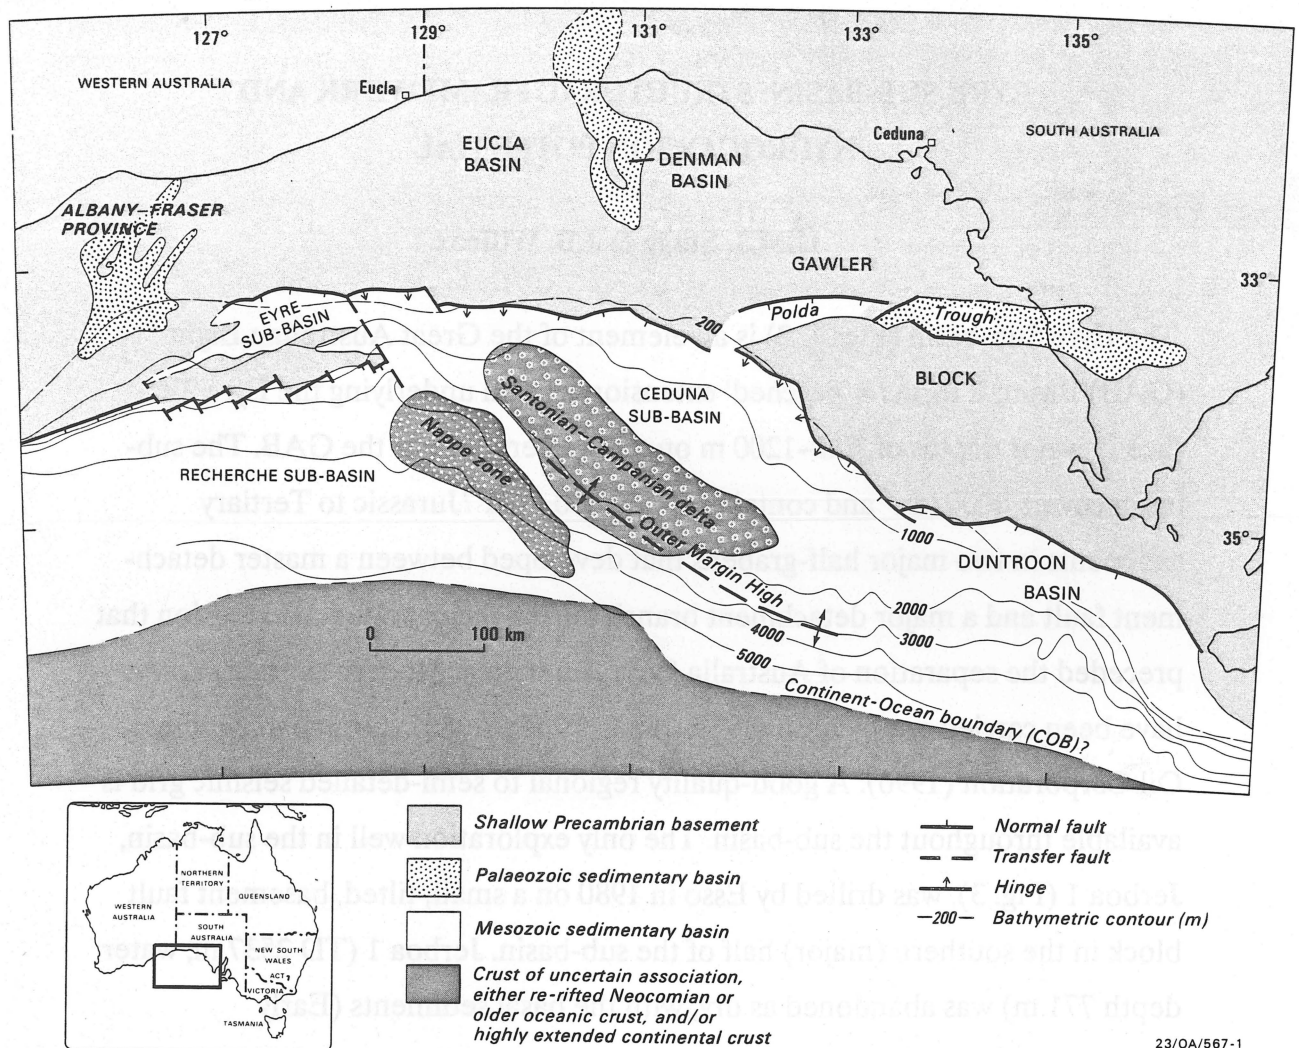 127°
129°
131°
133°
135°
WESTERN AUSTRALIA
Eucla
EUCLA
BASIN
DENMAN
BASIN
Ceduna
SOUTH AUSTRALIA
ALBANY–FRASER
PROVINCE
GAWLER
33°
EYRE
SUB-BASIN
200
Polda
Trough
BLOCK
CEDUNA
SUB-BASIN
Santonian–Campanian delta
Nappe zone
RECHERCHE SUB-BASIN
Outer Margin High
1000
35°
DUNTROON
BASIN
2000
3000
4000
5000
0
100 km
Continent-Ocean boundary (COB)?
Shallow Precambrian basement
Palaeozoic sedimentary basin
Mesozoic sedimentary basin
Crust of uncertain association,
either re-rifted Neocomian or
older oceanic crust, and/or
highly extended continental crust
Normal fault
Transfer fault
Hinge
200 Bathymetric contour (m)
NORTHERN
TERRITORY
QUEENSLAND
WESTERN
AUSTRALIA
SOUTH
AUSTRALIA
NEW SOUTH
WALES
ACT
VICTORIA
TASMANIA
23/OA/567-1